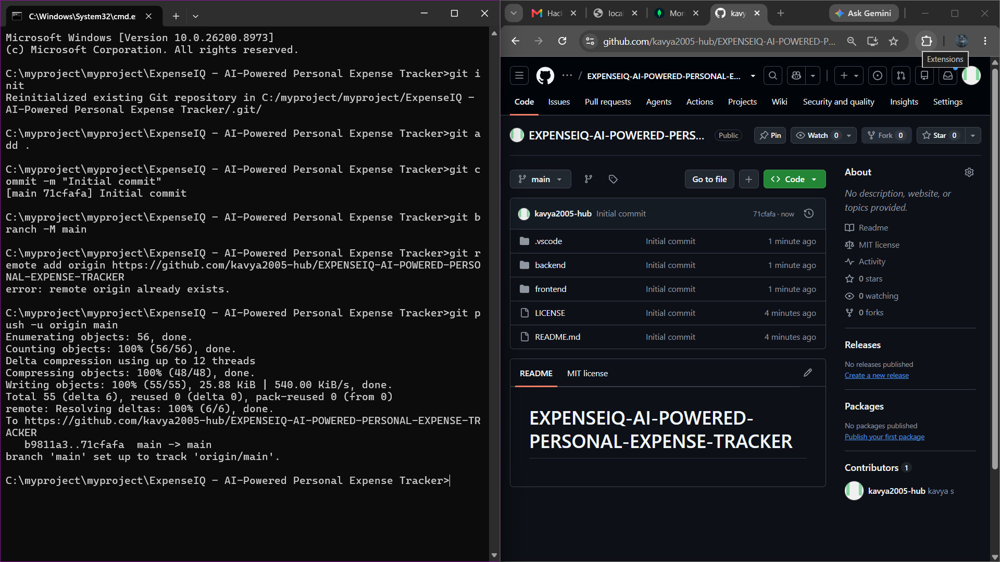 C:\Windows\System32\cmd.e
Microsoft Windows [Version 10.0.26200.8973]
(c) Microsoft Corporation. All rights reserved.
C:\myproject\myproject\ExpenseIQ - AI-Powered Personal Expense Tracker>git i
nit
Reinitialized existing Git repository in C:/myproject/myproject/ExpenseIQ -
AI-Powered Personal Expense Tracker/.git/
C:\myproject\myproject\ExpenseIQ - AI-Powered Personal Expense Tracker>git a
dd .
C:\myproject\myproject\ExpenseIQ - AI-Powered Personal Expense Tracker>git c
ommit -m "Initial commit"
[main 71cfafa] Initial commit
C:\myproject\myproject\ExpenseIQ - AI-Powered Personal Expense Tracker>git b
ranch -M main
C:\myproject\myproject\ExpenseIQ - AI-Powered Personal Expense Tracker>git r
emote add origin https://github.com/kavya2005-hub/EXPENSEIQ-AI-POWERED-PERSO
NAL-EXPENSE-TRACKER
error: remote origin already exists.
C:\myproject\myproject\ExpenseIQ - AI-Powered Personal Expense Tracker>git p
ush -u origin main
Enumerating objects: 56, done.
Counting objects: 100% (56/56), done.
Delta compression using up to 12 threads
Compressing objects: 100% (48/48), done.
Writing objects: 100% (55/55), 25.88 KiB | 540.00 KiB/s, done.
Total 55 (delta 6), reused 0 (delta 0), pack-reused 0 (from 0)
remote: Resolving deltas: 100% (6/6), done.
To https://github.com/kavya2005-hub/EXPENSEIQ-AI-POWERED-PERSONAL-EXPENSE-TR
ACKER
   b9811a3..71cfafa  main -> main
branch 'main' set up to track 'origin/main'.
C:\myproject\myproject\ExpenseIQ - AI-Powered Personal Expense Tracker>
Hack local Mon kavy Ask Gemini
github.com/kavya2005-hub/EXPENSEIQ-AI-POWERED-P...
Extensions
... / EXPENSEIQ-AI-POWERED-PERSONAL-E...
Code Issues Pull requests Agents Actions Projects Wiki Security and quality Insights Settings
EXPENSEIQ-AI-POWERED-PERS... Public Pin Watch 0 Fork 0 Star 0
main Go to file Code
kavya2005-hub Initial commit 71cfafa · now
.vscode Initial commit 1 minute ago
backend Initial commit 1 minute ago
frontend Initial commit 1 minute ago
LICENSE Initial commit 4 minutes ago
README.md Initial commit 4 minutes ago
README MIT license
EXPENSEIQ-AI-POWERED-
PERSONAL-EXPENSE-TRACKER
About
No description, website, or
topics provided.
Readme
MIT license
Activity
0 stars
0 watching
0 forks
Releases
No releases published
Create a new release
Packages
No packages published
Publish your first package
Contributors 1
kavya2005-hub kavya s